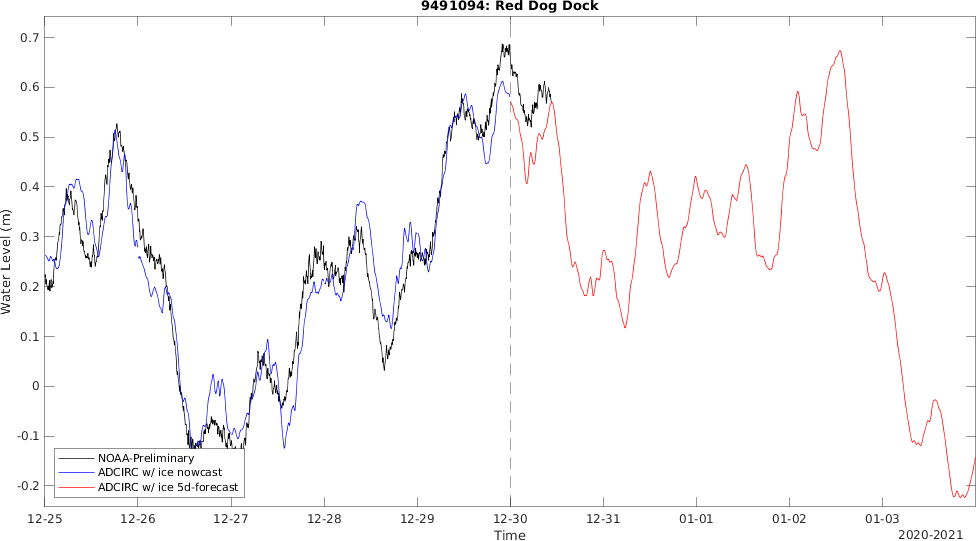 9491094: Red Dog Dock
Water Level (m)
0.7
0.6
0.5
0.4
0.3
0.2
0.1
0
-0.1
-0.2
NOAA-Preliminary
ADCIRC w/ ice nowcast
ADCIRC w/ ice 5d-forecast
12-25 12-26 12-27 12-28 12-29 12-30 12-31 01-01 01-02 01-03
Time
2020-2021